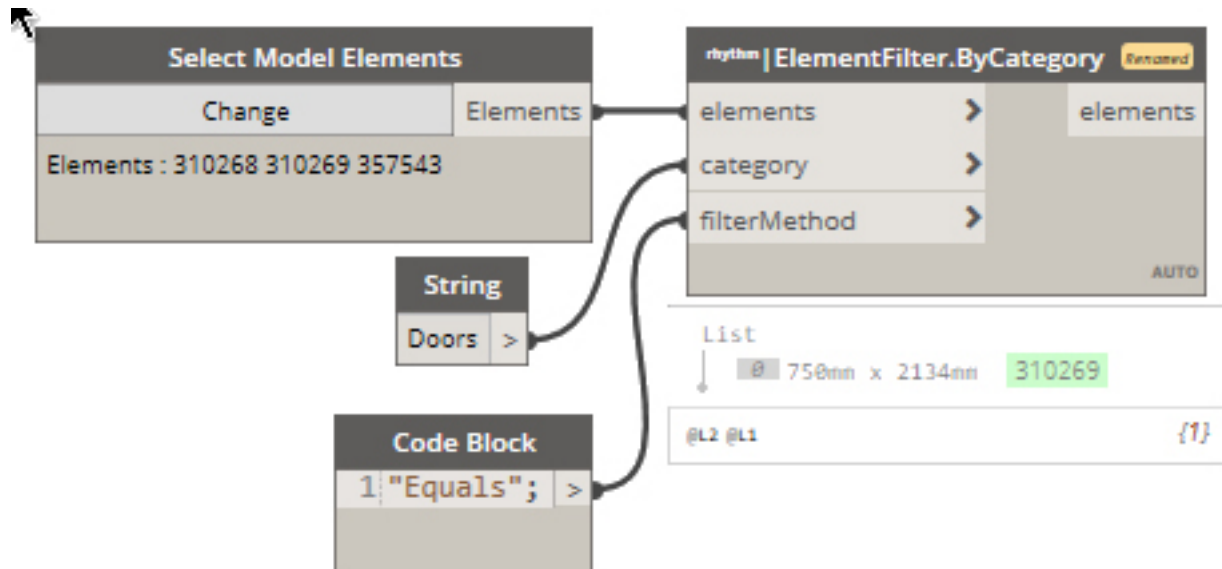 Select Model Elements
Change
Elements
Elements : 310268 310269 357543
rhythm|ElementFilter.ByCategory
Renamed
elements
elements
category
filterMethod
AUTO
String
Doors >
Code Block
1 "Equals"; >
List
0 750mm x 2134mm 310269
@L2 @L1 {1}